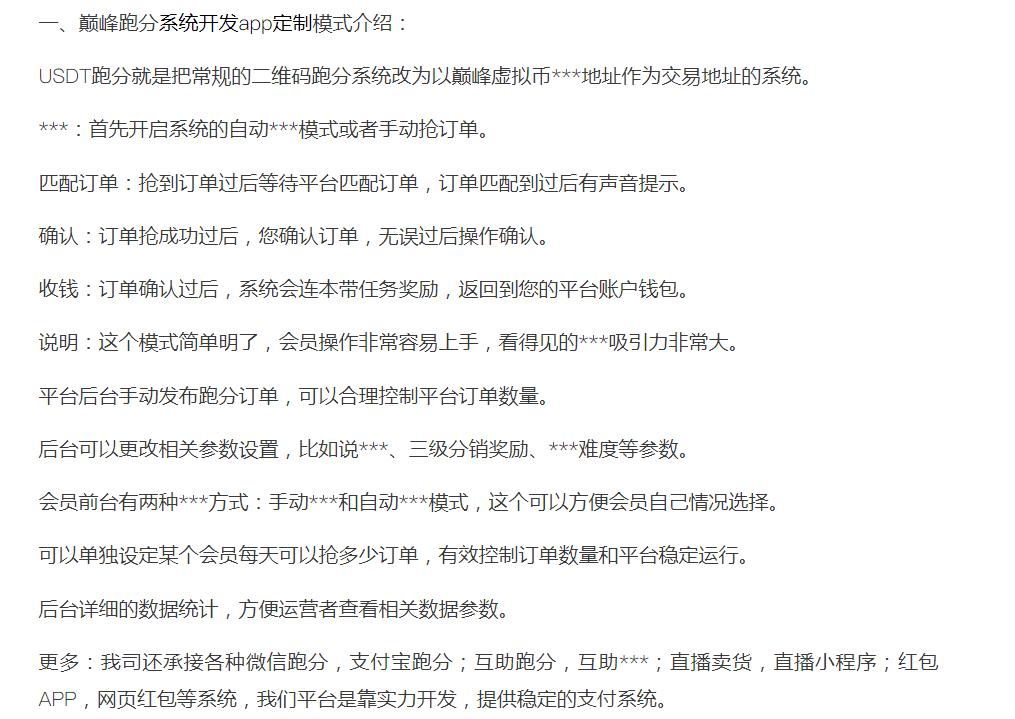 一、巅峰跑分系统开发app定制模式介绍：
USDT跑分就是把常规的二维码跑分系统改为以巅峰虚拟币***地址作为交易地址的系统。
***：首先开启系统的自动***模式或者手动抢订单。
匹配订单：抢到订单过后等待平台匹配订单，订单匹配到过后有声音提示。
确认：订单抢成功过后，您确认订单，无误过后操作确认。
收钱：订单确认过后，系统会连本带任务奖励，返回到您的平台账户钱包。
说明：这个模式简单明了，会员操作非常容易上手，看得见的***吸引力非常大。
平台后台手动发布跑分订单，可以合理控制平台订单数量。
后台可以更改相关参数设置，比如说***、三级分销奖励、***难度等参数。
会员前台有两种***方式：手动***和自动***模式，这个可以方便会员自己情况选择。
可以单独设定某个会员每天可以抢多少订单，有效控制订单数量和平台稳定运行。
后台详细的数据统计，方便运营者查看相关数据参数。
更多：我司还承接各种微信跑分，支付宝跑分；互助跑分，互助***；直播卖货，直播小程序；红包
APP，网页红包等系统，我们平台是靠实力开发，提供稳定的支付系统。